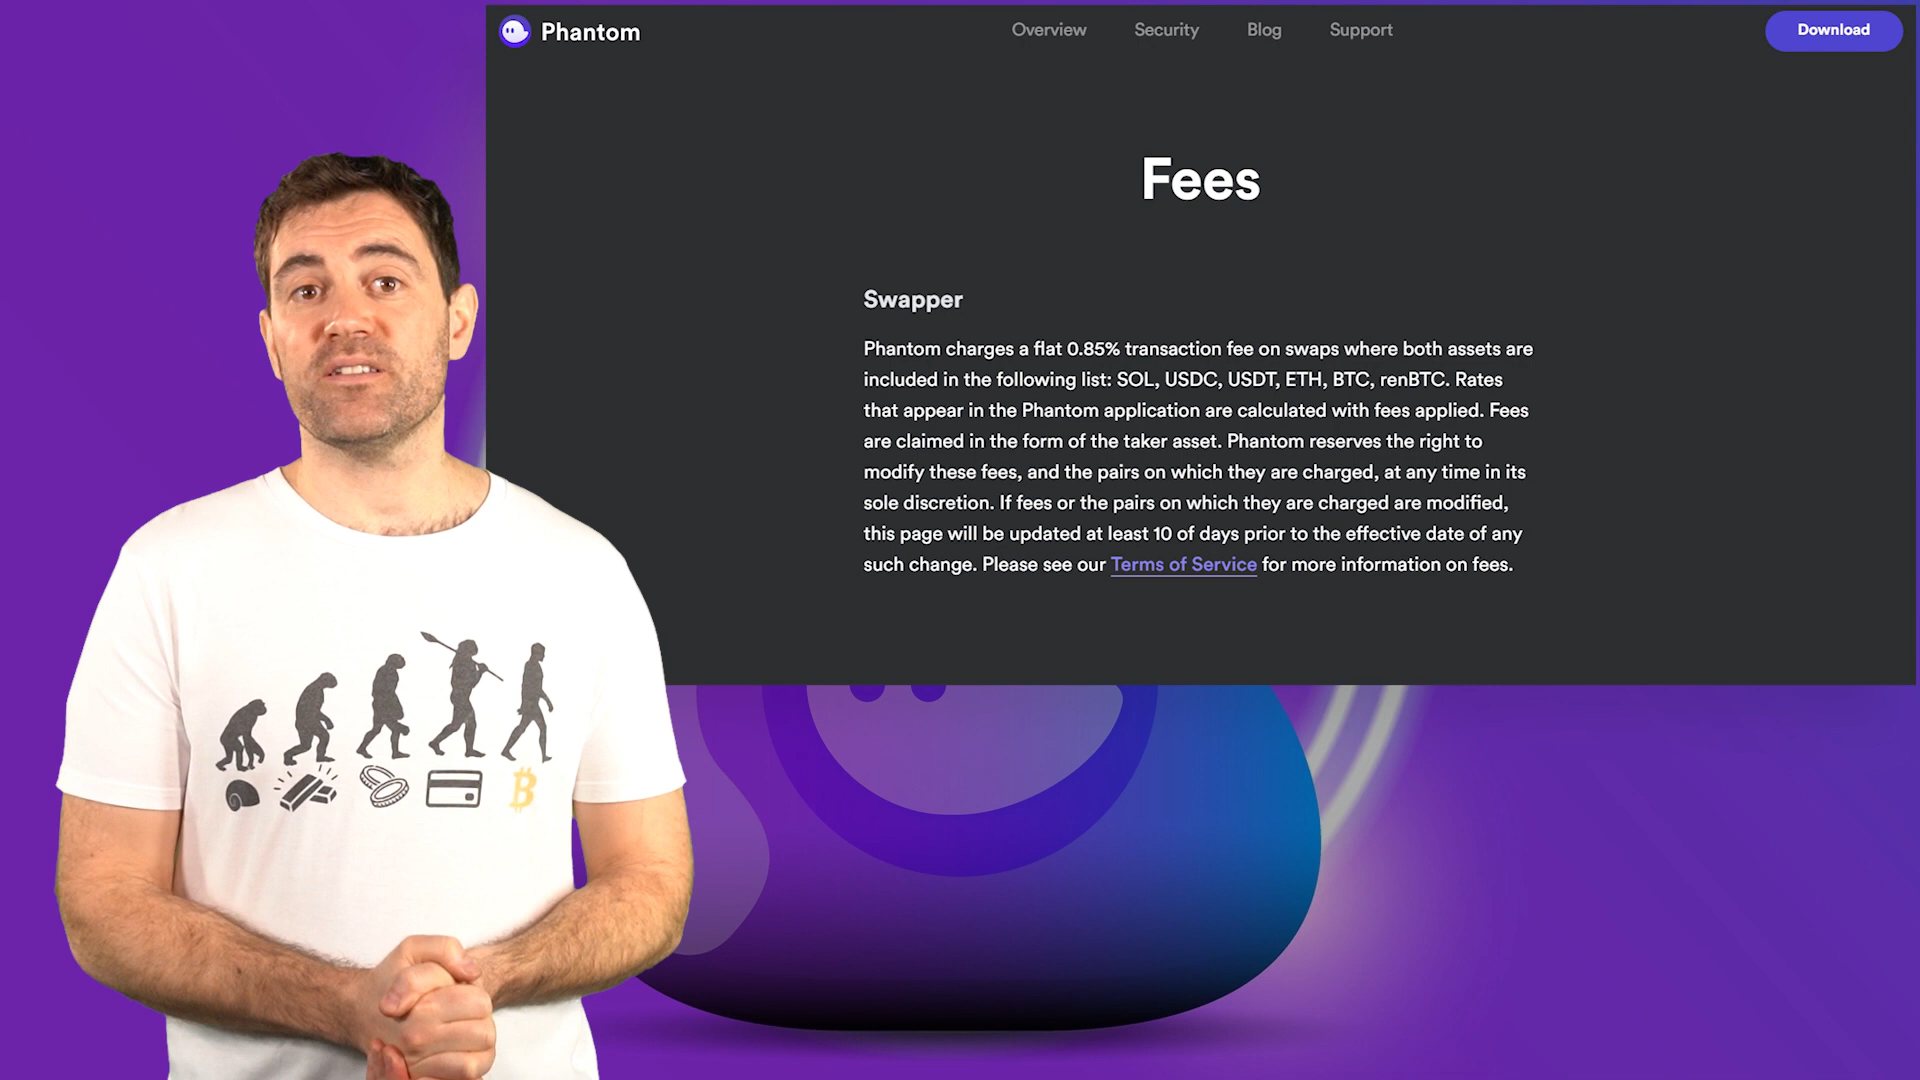 Phantom
Overview
Security
Blog
Support
Download
Fees
Swapper
Phantom charges a flat 0.85% transaction fee on swaps where both assets are
included in the following list: SOL, USDC, USDT, ETH, BTC, renBTC. Rates
that appear in the Phantom application are calculated with fees applied. Fees
are claimed in the form of the taker asset. Phantom reserves the right to
modify these fees, and the pairs on which they are charged, at any time in its
sole discretion. If fees or the pairs on which they are charged are modified,
this page will be updated at least 10 of days prior to the effective date of any
such change. Please see our Terms of Service for more information on fees.